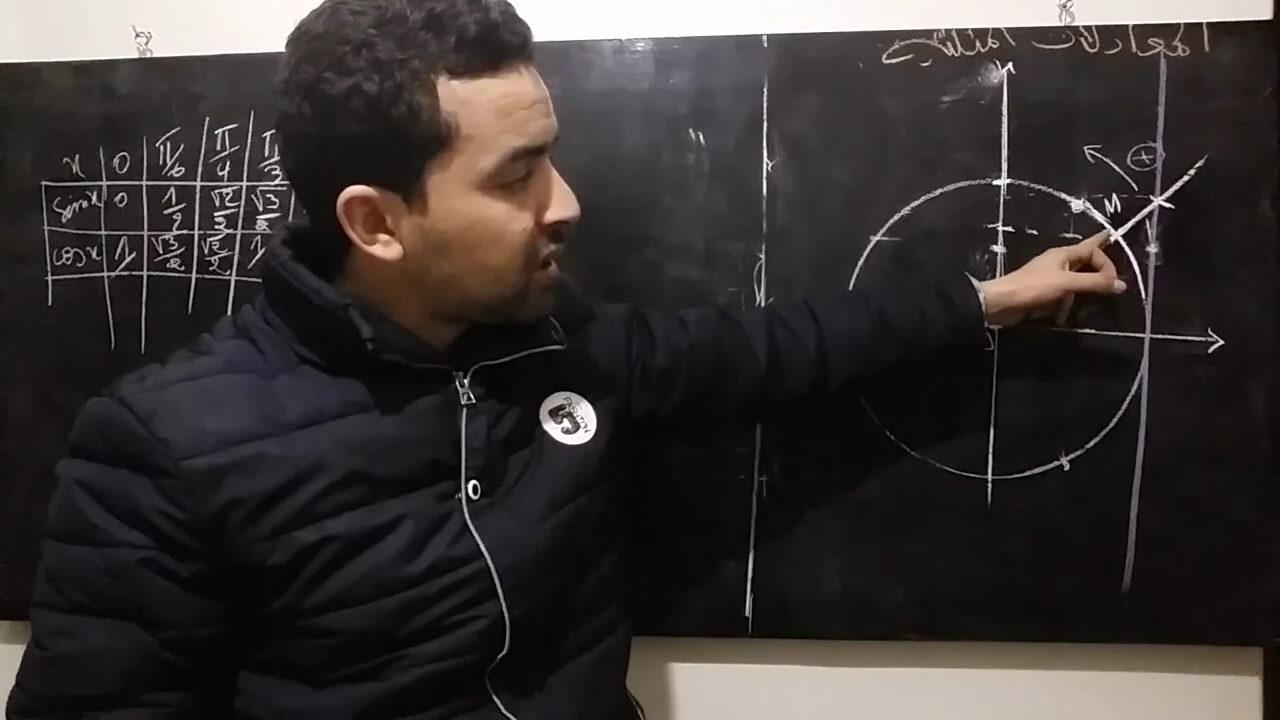 المعادلات المثلثية
x 0 π/6 π/4 π/3
sinx 0 1/2 √2/2 √3/2
cosx 1 √3/2 √2/2 1
M
+
5